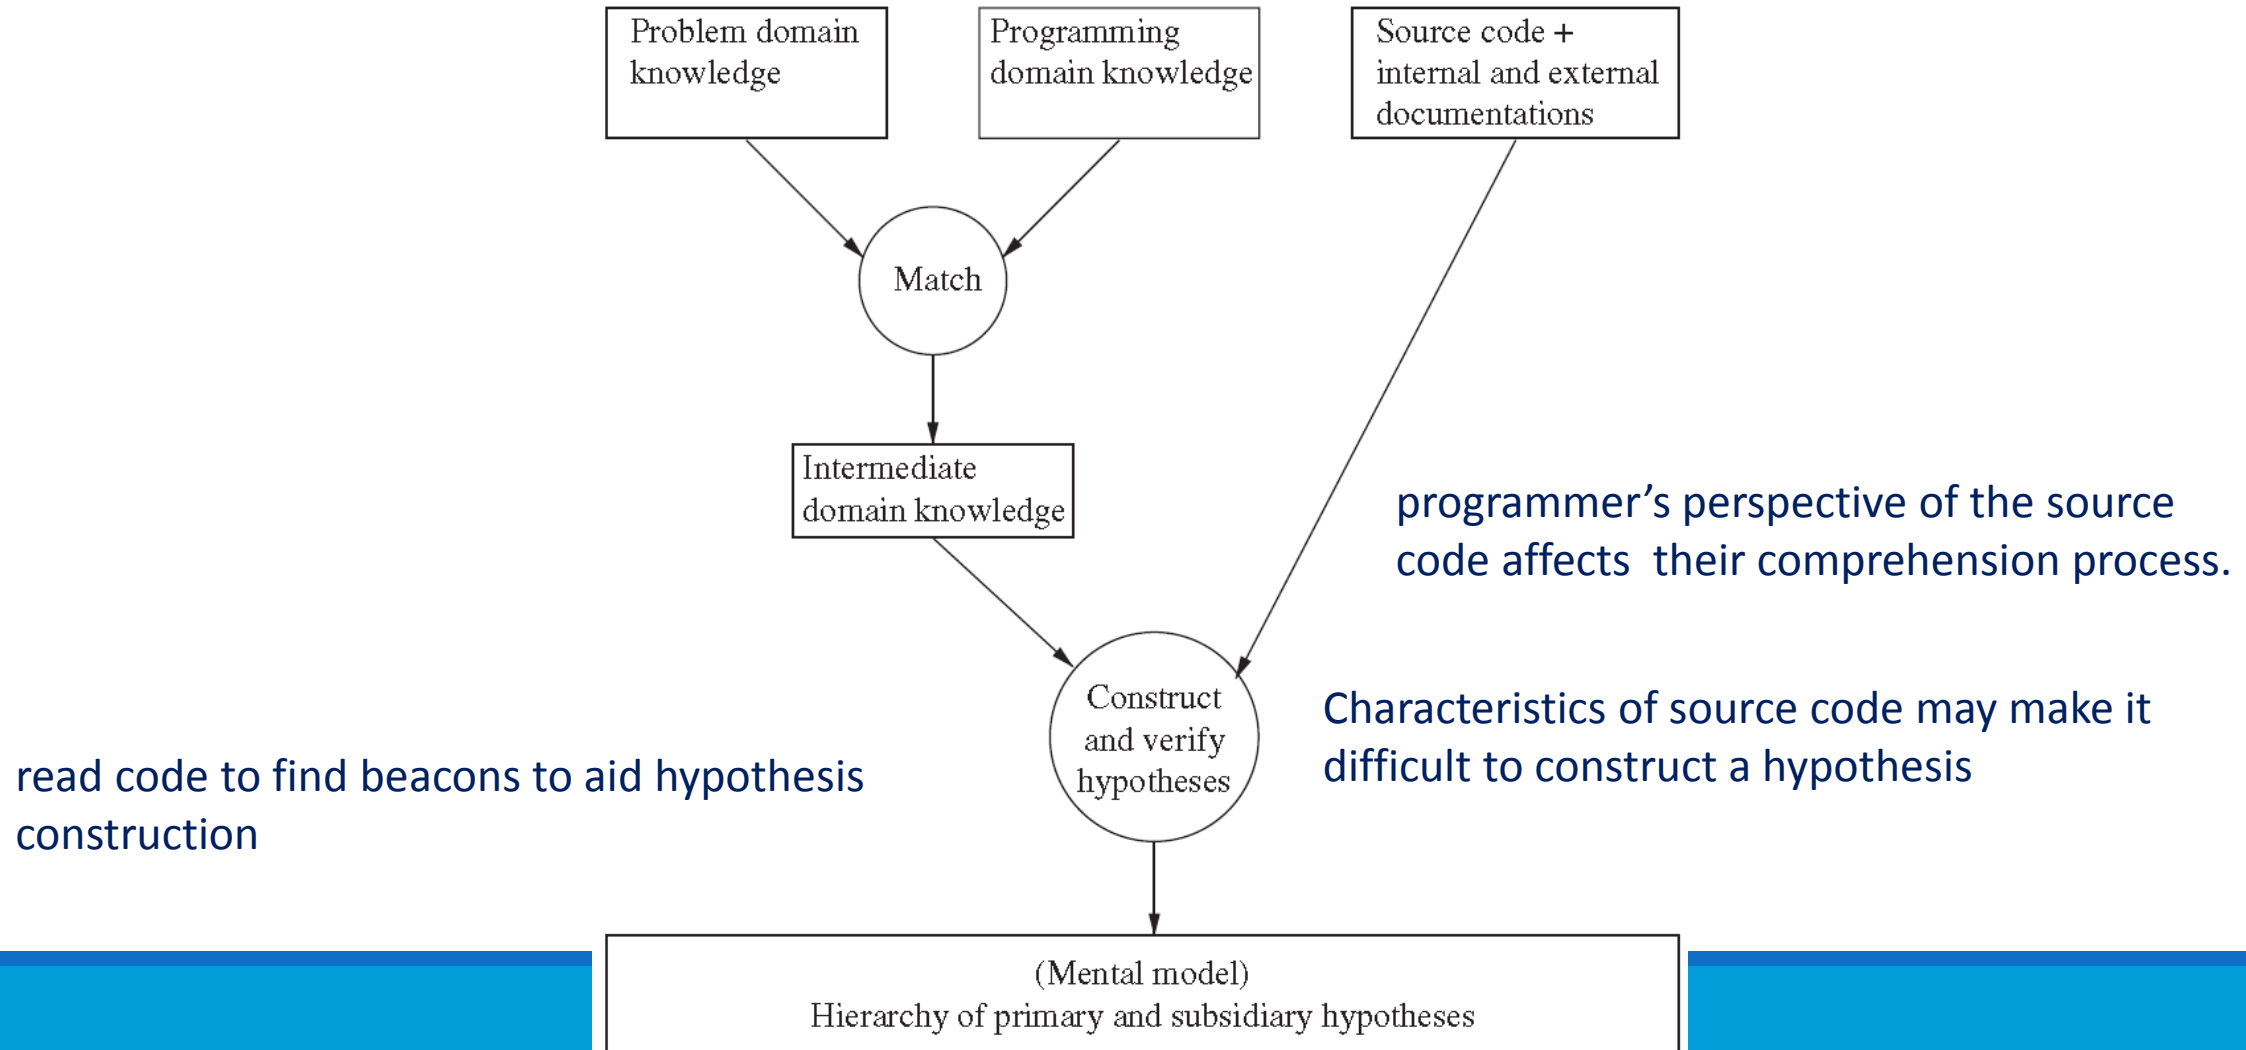 Problem domain
knowledge
Programming
domain knowledge
Source code +
internal and external
documentations
Match
Intermediate
domain knowledge
programmer’s perspective of the source
code affects  their comprehension process.
Construct
and verify
hypotheses
Characteristics of source code may make it
difficult to construct a hypothesis
read code to find beacons to aid hypothesis
construction
(Mental model)
Hierarchy of primary and subsidiary hypotheses